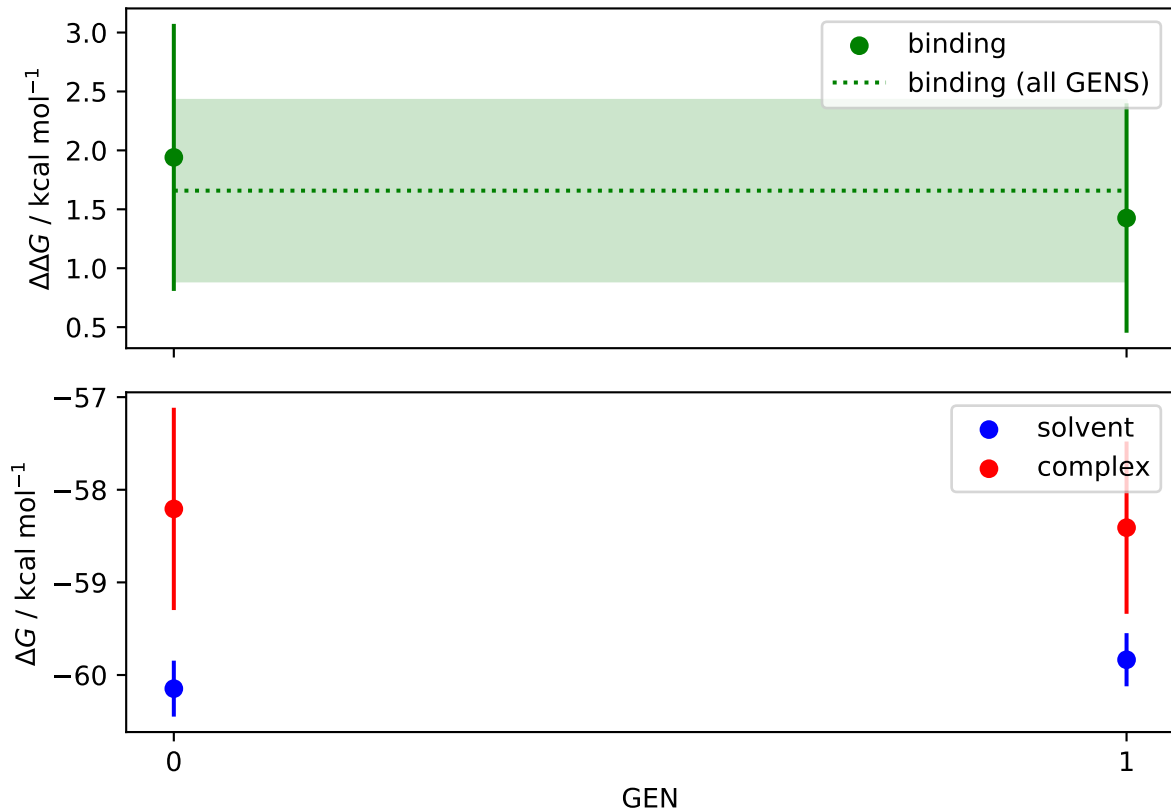 3.0
2.5
2.0
1.5
1.0
0.5
ΔΔG / kcal mol⁻¹
binding
binding (all GENS)
−57
−58
−59
−60
ΔG / kcal mol⁻¹
solvent
complex
0
1
GEN